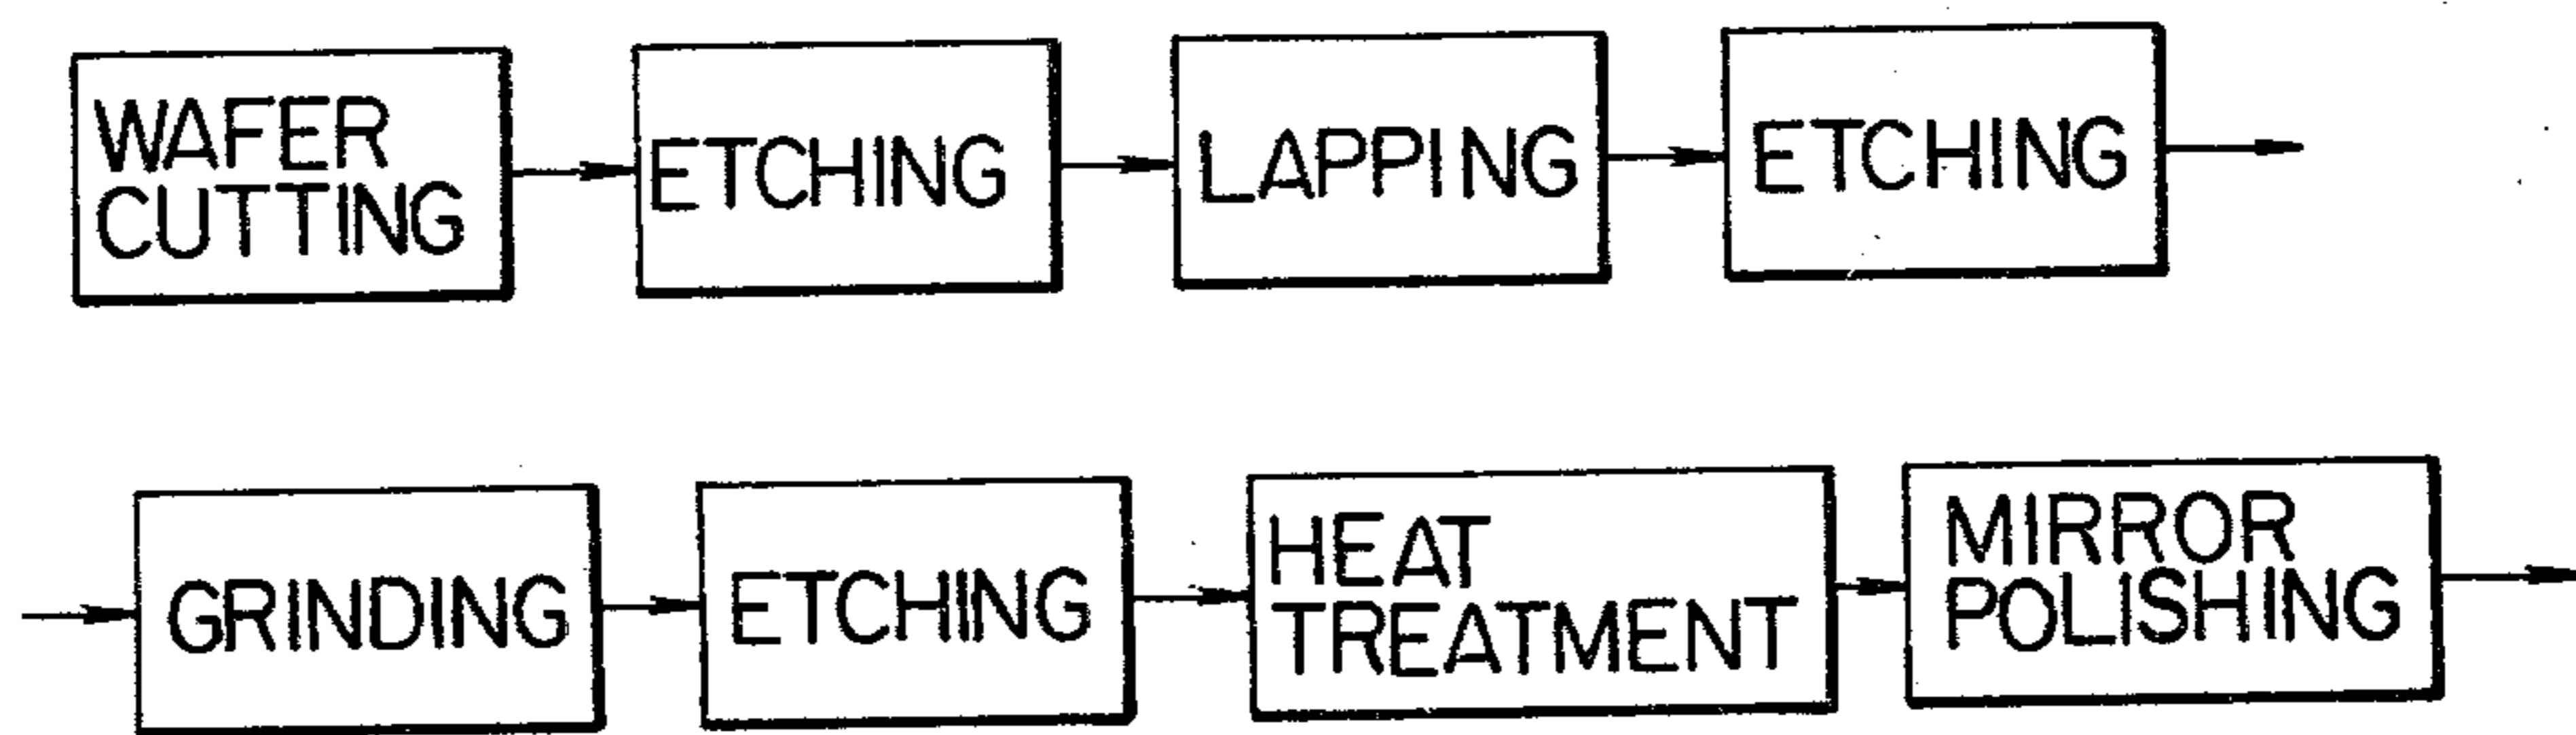 WAFER
CUTTING
ETCHING
LAPPING
ETCHING
GRINDING
ETCHING
HEAT
TREATMENT
MIRROR
POLISHING